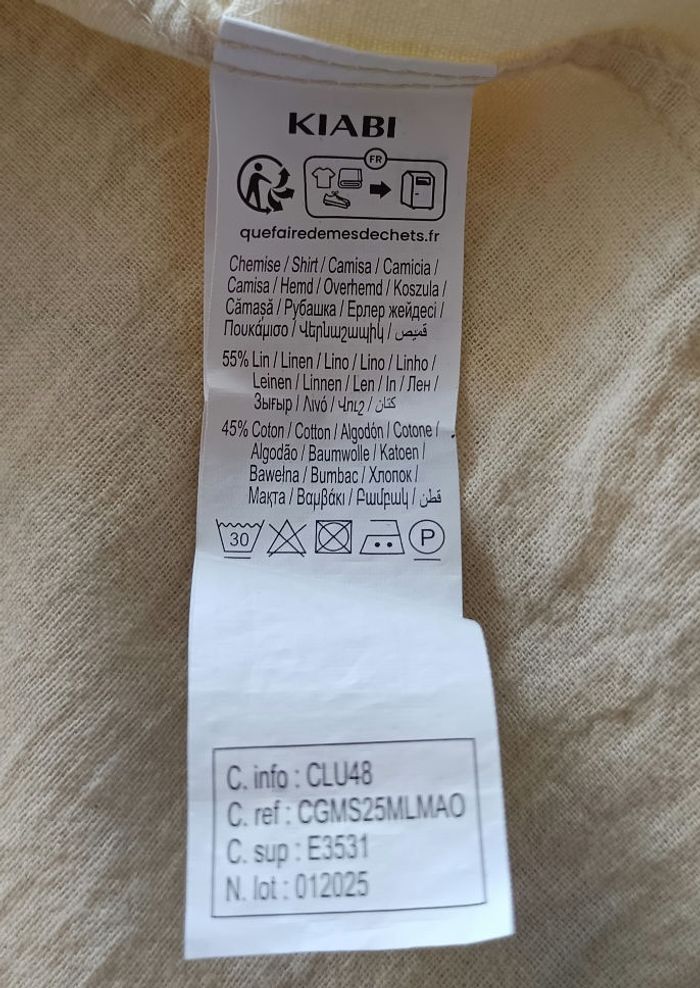 KIABI
FR
quefairedemesdechets.fr
Chemise / Shirt / Camisa / Camicia /
Camisa / Hemd / Overhemd / Koszula /
Cămașă / Рубашка / Ерлер жейдесі /
Πουκάμισο / Վերնաշապիկ / قميص
55% Lin / Linen / Lino / Lino / Linho /
Leinen / Linnen / Len / In / Лен /
Зығыр / Λινό / Վուշ / كتان
45% Coton / Cotton / Algodón / Cotone /
Algodão / Baumwolle / Katoen /
Bawełna / Bumbac / Хлопок /
Мақта / Βαμβάκι / Բամբակ / قطن
30 P
C. info : CLU48
C. ref : CGMS25MLMAO
C. sup : E3531
N. lot : 012025